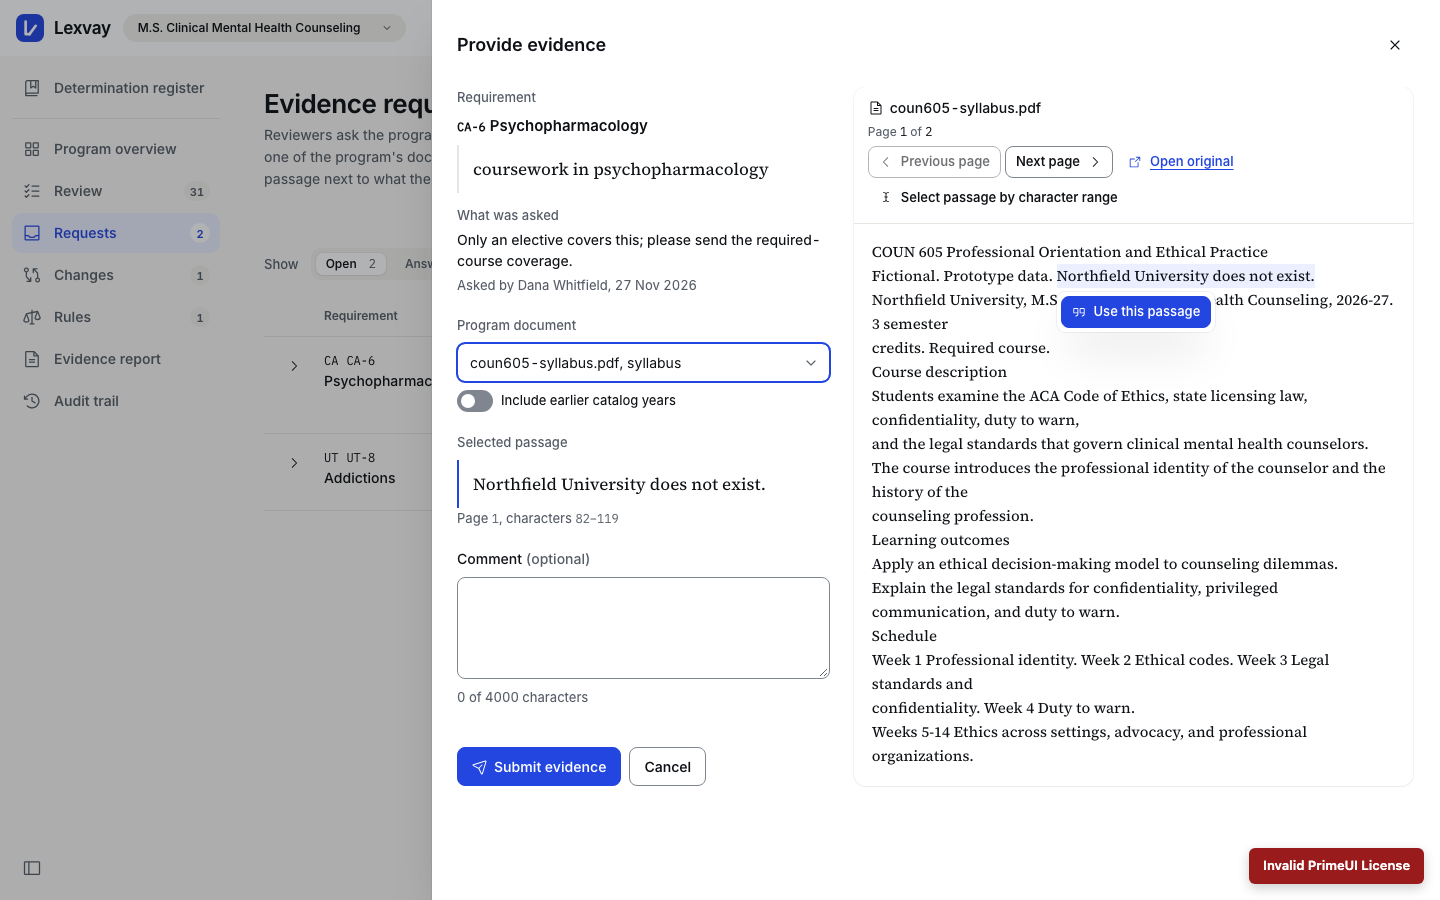 Lexvay
M.S. Clinical Mental Health Counseling
Determination register
Program overview
Review 31
Requests 2
Changes 1
Rules 1
Evidence report
Audit trail
Evidence requ
Reviewers ask the progra
one of the program's doc
passage next to what the
Show Open 2 Answ
Requirement
CA CA-6
Psychopharmac
UT UT-8
Addictions
Provide evidence
Requirement
CA-6 Psychopharmacology
coursework in psychopharmacology
What was asked
Only an elective covers this; please send the required-
course coverage.
Asked by Dana Whitfield, 27 Nov 2026
Program document
coun605-syllabus.pdf, syllabus
Include earlier catalog years
Selected passage
Northfield University does not exist.
Page 1, characters 82–119
Comment (optional)
0 of 4000 characters
Submit evidence
Cancel
coun605-syllabus.pdf
Page 1 of 2
Previous page
Next page
Open original
Select passage by character range
COUN 605 Professional Orientation and Ethical Practice
Fictional. Prototype data. Northfield University does not exist.
Northfield University, M.S alth Counseling, 2026-27.
Use this passage
3 semester
credits. Required course.
Course description
Students examine the ACA Code of Ethics, state licensing law,
confidentiality, duty to warn,
and the legal standards that govern clinical mental health counselors.
The course introduces the professional identity of the counselor and the
history of the
counseling profession.
Learning outcomes
Apply an ethical decision-making model to counseling dilemmas.
Explain the legal standards for confidentiality, privileged
communication, and duty to warn.
Schedule
Week 1 Professional identity. Week 2 Ethical codes. Week 3 Legal
standards and
confidentiality. Week 4 Duty to warn.
Weeks 5-14 Ethics across settings, advocacy, and professional
organizations.
Invalid PrimeUI License